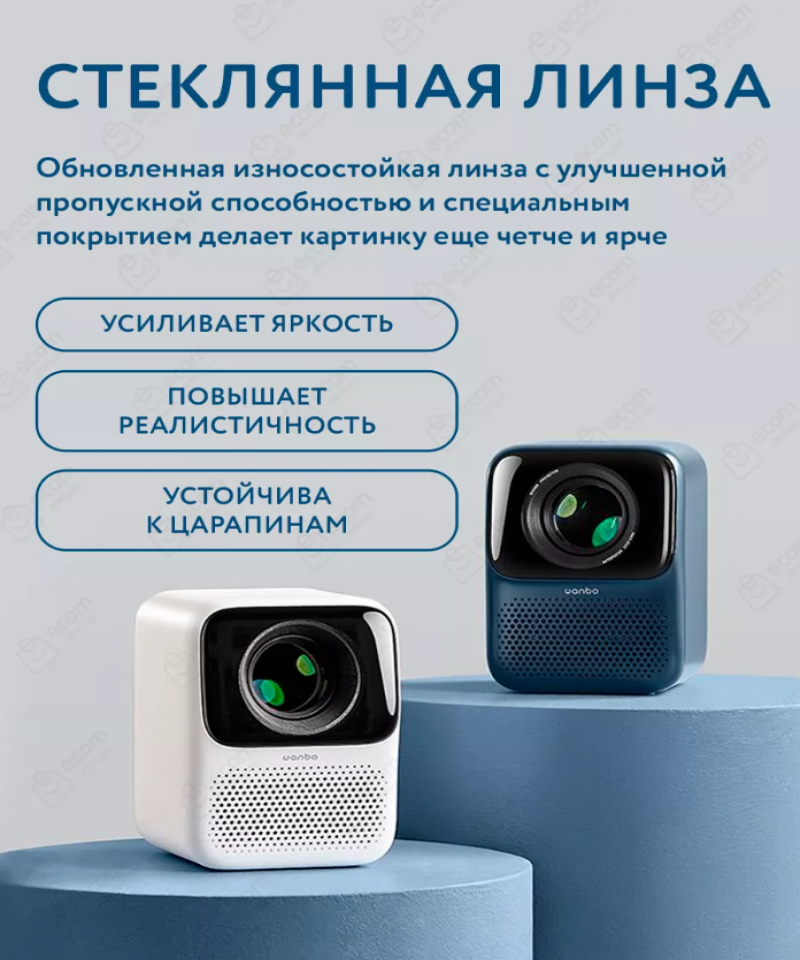 СТЕКЛЯННАЯ ЛИНЗА
Обновленная износостойкая линза с улучшенной
пропускной способностью и специальным
покрытием делает картинку еще четче и ярче
УСИЛИВАЕТ ЯРКОСТЬ
ПОВЫШАЕТ
РЕАЛИСТИЧНОСТЬ
УСТОЙЧИВА
К ЦАРАПИНАМ
wanbo
wanbo
ecom